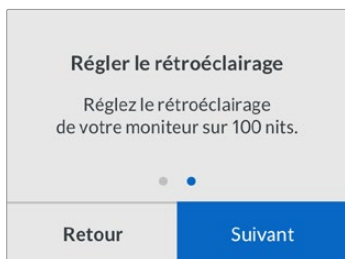 Régler le rétroéclairage
Réglez le rétroéclairage
de votre moniteur sur 100 nits.
Retour
Suivant